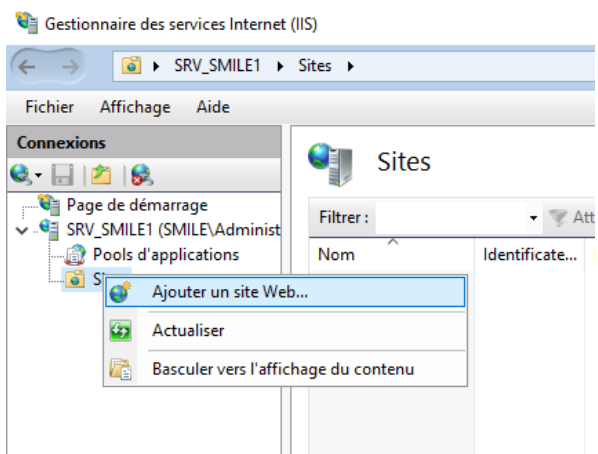 Gestionnaire des services Internet (IIS)
SRV_SMILE1 Sites
Fichier Affichage Aide
Connexions
Page de démarrage
SRV_SMILE1 (SMILE\Administ
Pools d'applications
Ajouter un site Web...
Actualiser
Basculer vers l'affichage du contenu
Sites
Filtrer :
Nom Identificate...